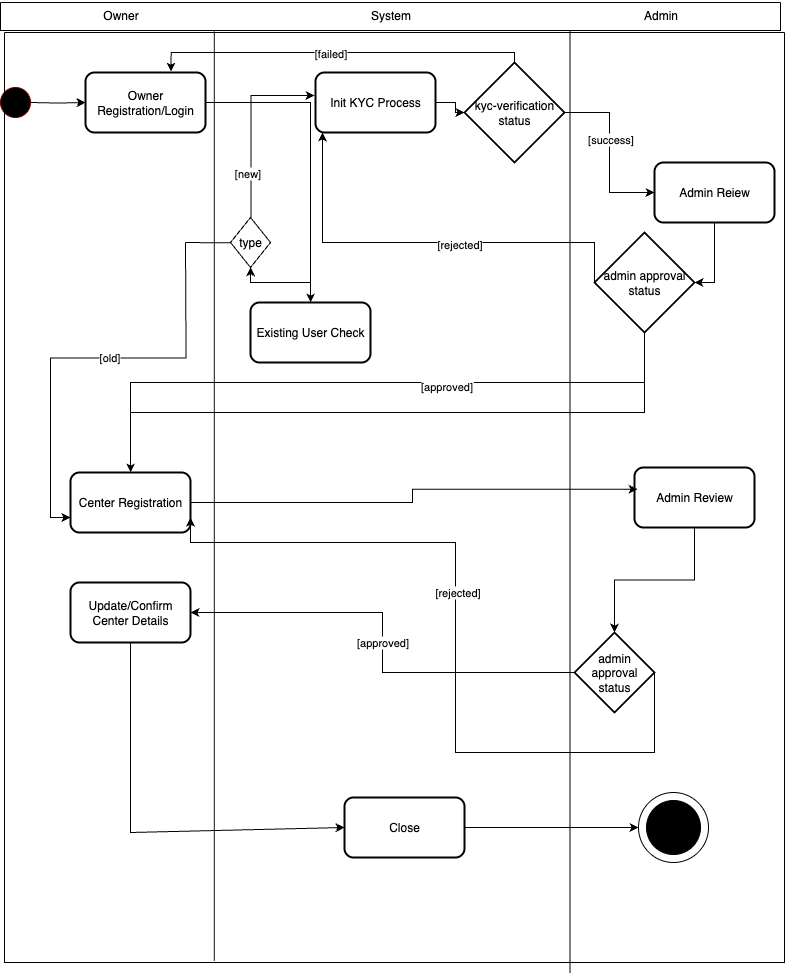 Owner
System
Admin
[failed]
Owner
Registration/Login
Init KYC Process
kyc-verification
status
[success]
[new]
Admin Reiew
type
[rejected]
admin approval
status
Existing User Check
[old]
[approved]
Center Registration
Admin Review
[rejected]
Update/Confirm
Center Details
[approved]
admin
approval
status
Close